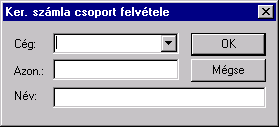 Ker. számla csoport felvétele
Cég:
OK
Azon.:
Mégse
Név: